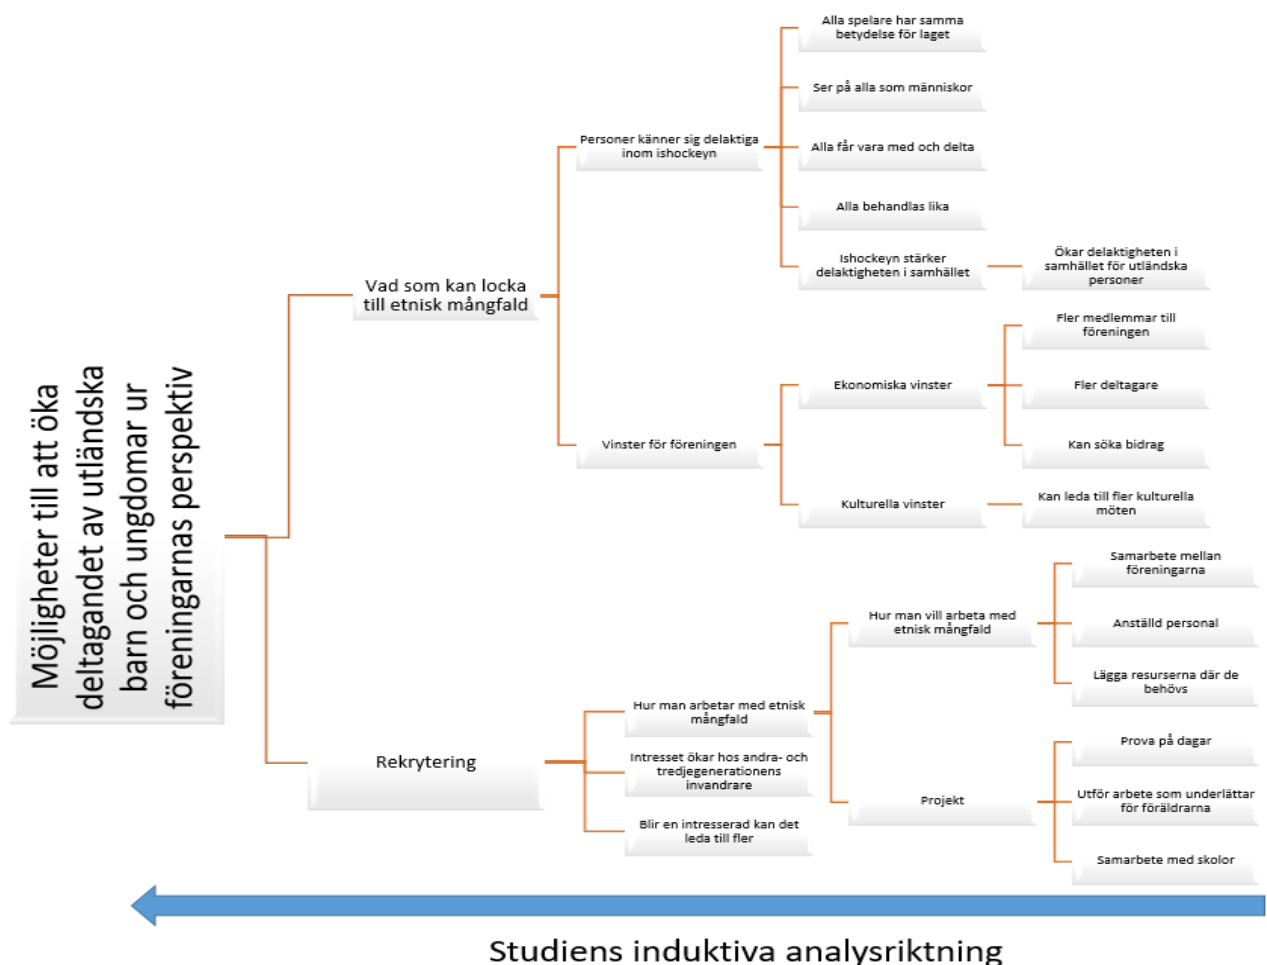 Möjligheter till att öka
deltagandet av utländska
barn och ungdomar ur
föreningarnas perspektiv
Vad som kan locka
till etnisk mångfald
Personer känner sig delaktiga
inom ishockeyn
Alla spelare har samma
betydelse för laget
Ser på alla som människor
Alla får vara med och delta
Alla behandlas lika
Ishockeyn stärker
delaktigheten i samhället
Ökar delaktigheten i
samhället för utländska
personer
Vinster för föreningen
Ekonomiska vinster
Fler medlemmar till
föreningen
Fler deltagare
Kan söka bidrag
Kulturella vinster
Kan leda till fler kulturella
möten
Rekrytering
Hur man arbetar med etnisk
mångfald
Hur man vill arbeta med
etnisk mångfald
Samarbete mellan
föreningarna
Anställd personal
Lägga resurserna där de
behövs
Projekt
Prova på dagar
Utför arbete som underlättar
för föräldrarna
Samarbete med skolor
Intresset ökar hos andra- och
tredjegenerationens
invandrare
Blir en intresserad kan det
leda till fler
Studiens induktiva analysriktning